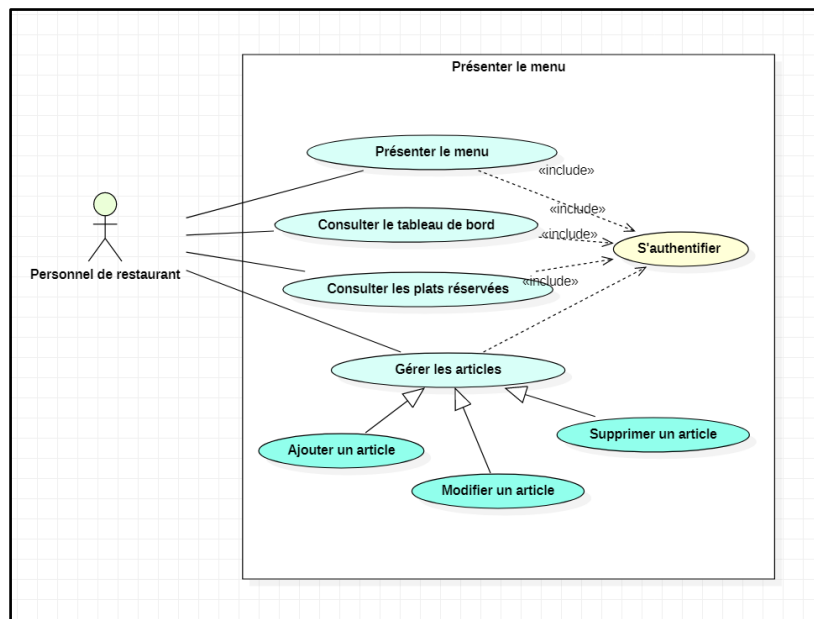 Présenter le menu
Présenter le menu
«include»
«include»
Consulter le tableau de bord
«include»
S'authentifier
Personnel de restaurant
Consulter les plats réservées
«include»
Gérer les articles
Supprimer un article
Ajouter un article
Modifier un article